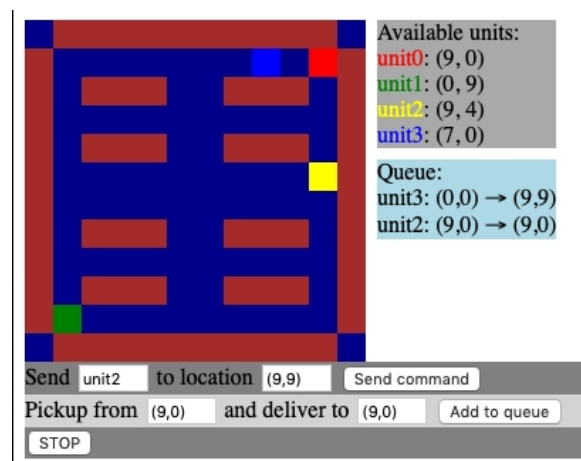 Available units:
unit0: (9, 0)
unit1: (0, 9)
unit2: (9, 4)
unit3: (7, 0)
Queue:
unit3: (0,0) → (9,9)
unit2: (9,0) → (9,0)
Send unit2 to location (9,9) Send command
Pickup from (9,0) and deliver to (9,0) Add to queue
STOP